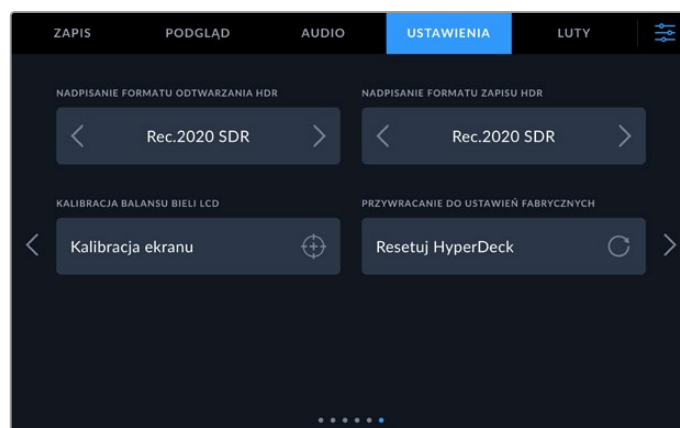 ZAPIS PODGLĄD AUDIO USTAWIENIA LUTY
NADPISANIE FORMATU ODTWARZANIA HDR NADPISANIE FORMATU ZAPISU HDR
Rec.2020 SDR Rec.2020 SDR
KALIBRACJA BALANSU BIELI LCD PRZYWRACANIE DO USTAWIEŃ FABRYCZNYCH
Kalibracja ekranu Resetuj HyperDeck